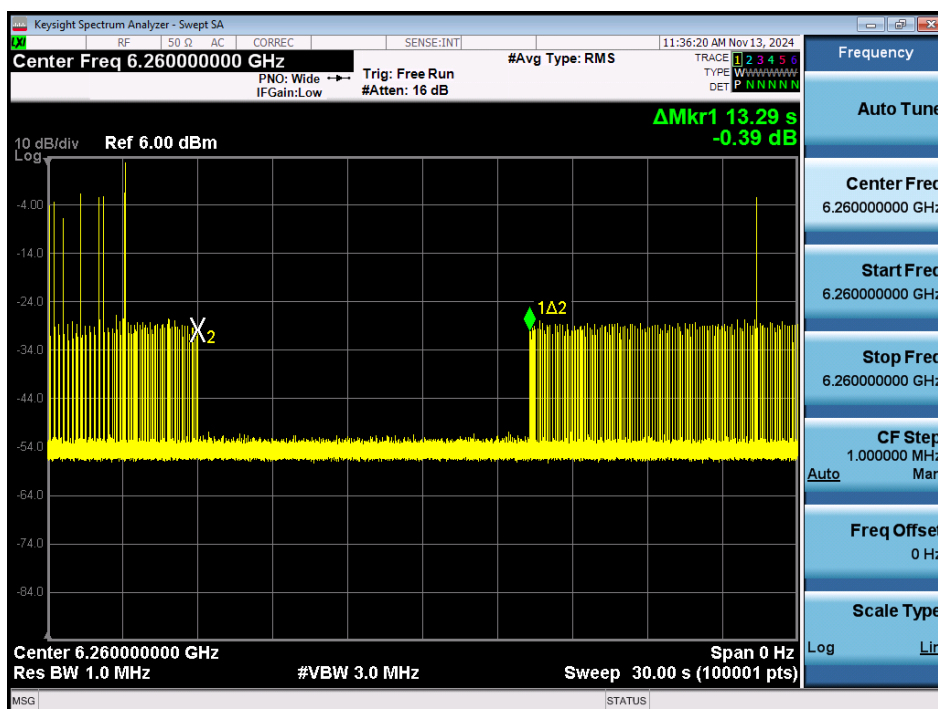 Keysight Spectrum Analyzer - Swept SA
LXI RF 50 Ω AC CORREC SENSE:INT 11:36:20 AM Nov 13, 2024
Center Freq 6.260000000 GHz
PNO: Wide
IFGain:Low
Trig: Free Run
#Atten: 16 dB
#Avg Type: RMS
TRACE 1 2 3 4 5 6
TYPE WWWWWW
DET P N N N N N
ΔMkr1 13.29 s
-0.39 dB
10 dB/div
Log
Ref 6.00 dBm
-4.00
-14.0
-24.0
-34.0
-44.0
-54.0
-64.0
-74.0
-84.0
X2
1Δ2
Center 6.260000000 GHz
Span 0 Hz
Res BW 1.0 MHz
#VBW 3.0 MHz
Sweep 30.00 s (100001 pts)
MSG
STATUS
Frequency
Auto Tune
Center Freq
6.260000000 GHz
Start Freq
6.260000000 GHz
Stop Freq
6.260000000 GHz
CF Step
1.000000 MHz
Auto Man
Freq Offset
0 Hz
Scale Type
Log Lin